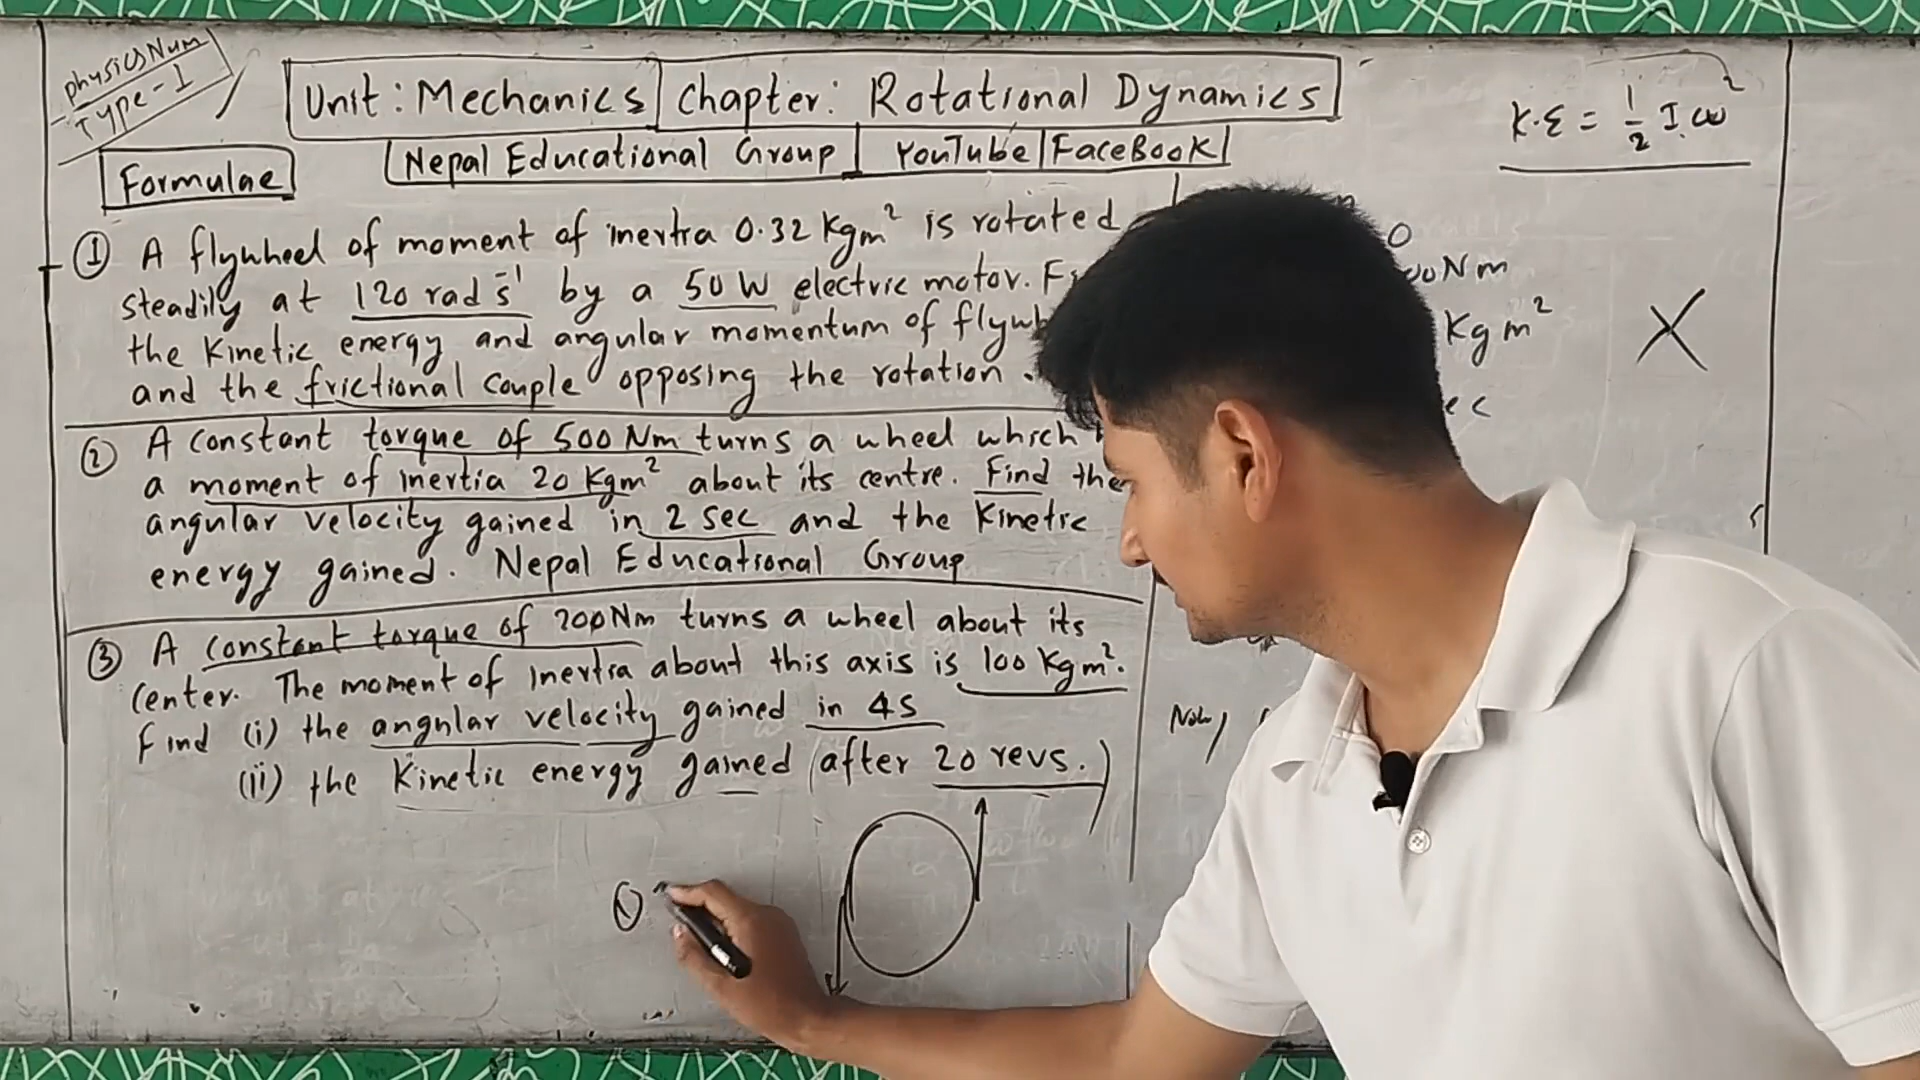 physics Num
Type-I
Unit: Mechanics Chapter: Rotational Dynamics
Nepal Educational Group YouTube FaceBook
Formulae
K.E = 1/2 I ω²
① A flywheel of moment of inertia 0.32 Kgm² is rotated
steadily at 120 rad s⁻¹ by a 50 W electric motor.
the kinetic energy and angular momentum of
and the frictional couple opposing the rotation.
② A constant torque of 500 Nm turns a wheel which
a moment of inertia 20 Kgm² about its centre. Find the
angular velocity gained in 2 sec and the Kinetic
energy gained. Nepal Educational Group
③ A constant torque of 200Nm turns a wheel about its
center. The moment of inertia about this axis is 100 Kgm².
Find (i) the angular velocity gained in 4s
(ii) the Kinetic energy gained (after 20 revs.)
0
Nm
Kg m²
ec
Now,
θ